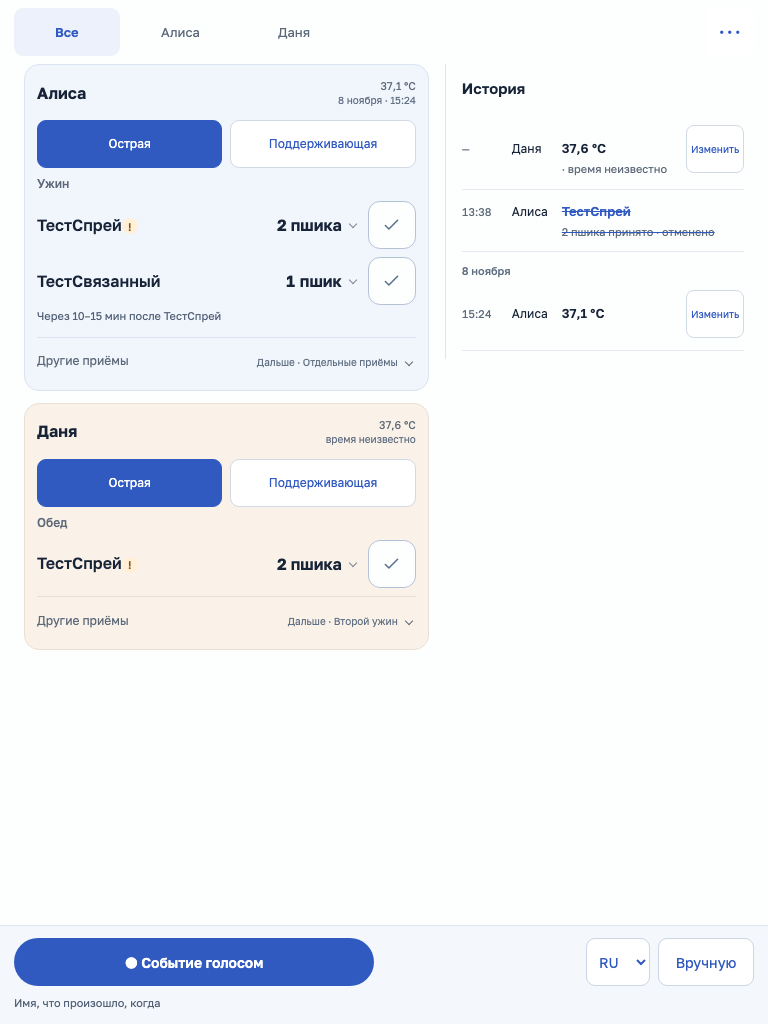 Все
Алиса
Даня
Алиса
37,1 °C
8 ноября · 15:24
Острая
Поддерживающая
Ужин
ТестСпрей !
2 пшика
ТестСвязанный
1 пшик
Через 10–15 мин после ТестСпрей
Другие приёмы
Дальше · Отдельные приёмы
Даня
37,6 °C
время неизвестно
Острая
Поддерживающая
Обед
ТестСпрей !
2 пшика
Другие приёмы
Дальше · Второй ужин
История
– Даня 37,6 °C Изменить
· время неизвестно
13:38 Алиса ТестСпрей
2 пшика принято · отменено
8 ноября
15:24 Алиса 37,1 °C Изменить
Событие голосом
RU
Вручную
Имя, что произошло, когда